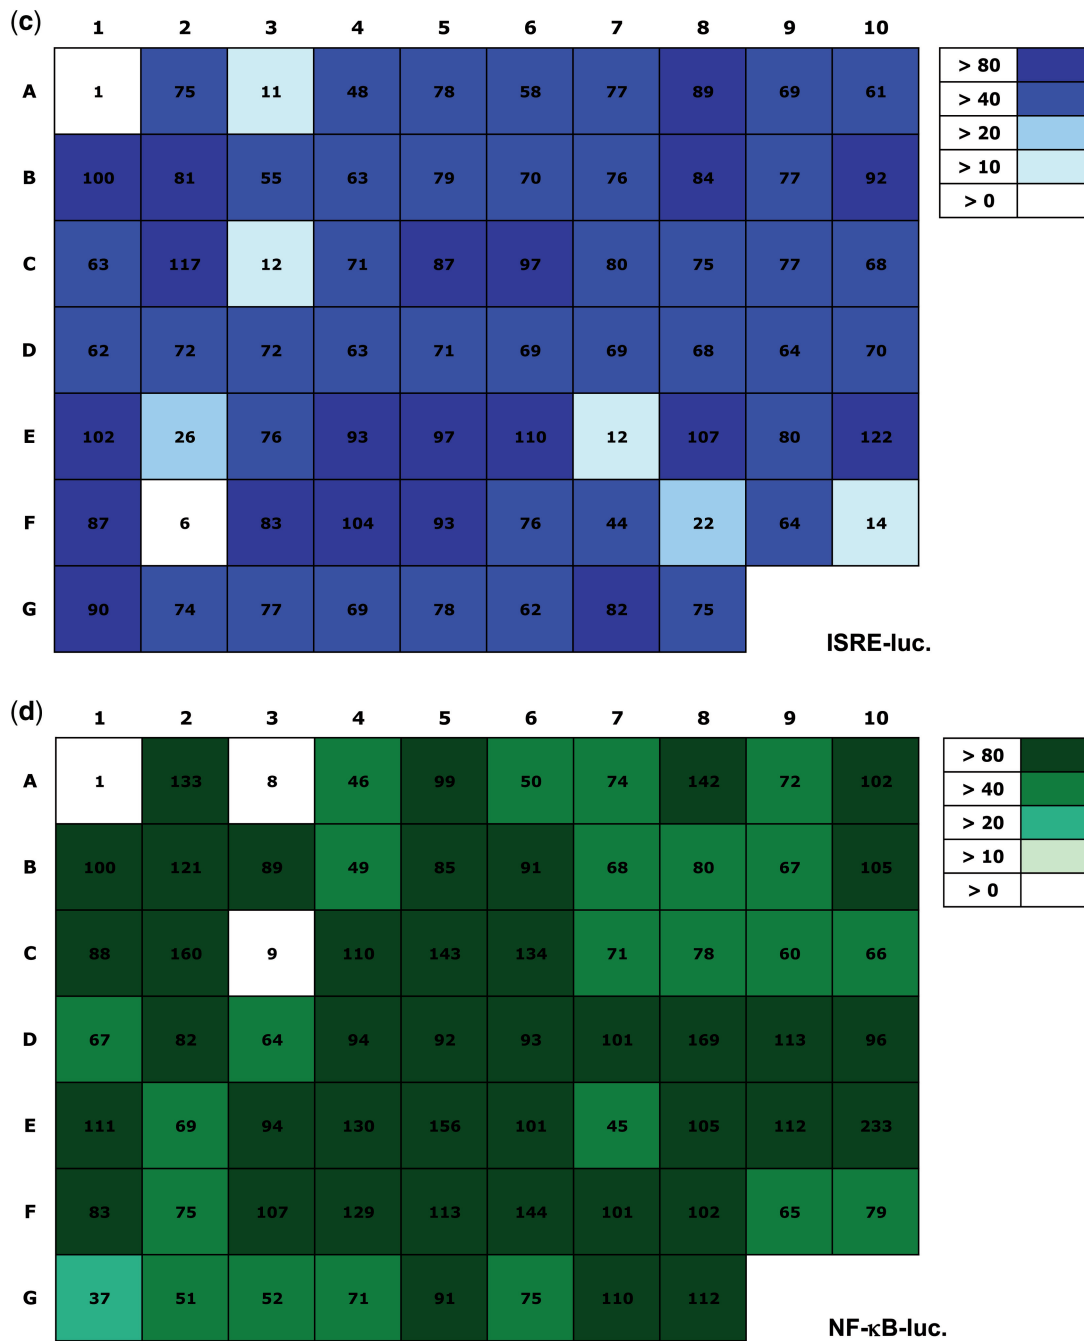 (c)
1 2 3 4 5 6 7 8 9 10
A 1 75 11 48 78 58 77 89 69 61
B 100 81 55 63 79 70 76 84 77 92
C 63 117 12 71 87 97 80 75 77 68
D 62 72 72 63 71 69 69 68 64 70
E 102 26 76 93 97 110 12 107 80 122
F 87 6 83 104 93 76 44 22 64 14
G 90 74 77 69 78 62 82 75
> 80
> 40
> 20
> 10
> 0
ISRE-luc.
(d)
1 2 3 4 5 6 7 8 9 10
A 1 133 8 46 99 50 74 142 72 102
B 100 121 89 49 85 91 68 80 67 105
C 88 160 9 110 143 134 71 78 60 66
D 67 82 64 94 92 93 101 169 113 96
E 111 69 94 130 156 101 45 105 112 233
F 83 75 107 129 113 144 101 102 65 79
G 37 51 52 71 91 75 110 112
> 80
> 40
> 20
> 10
> 0
NF-κB-luc.